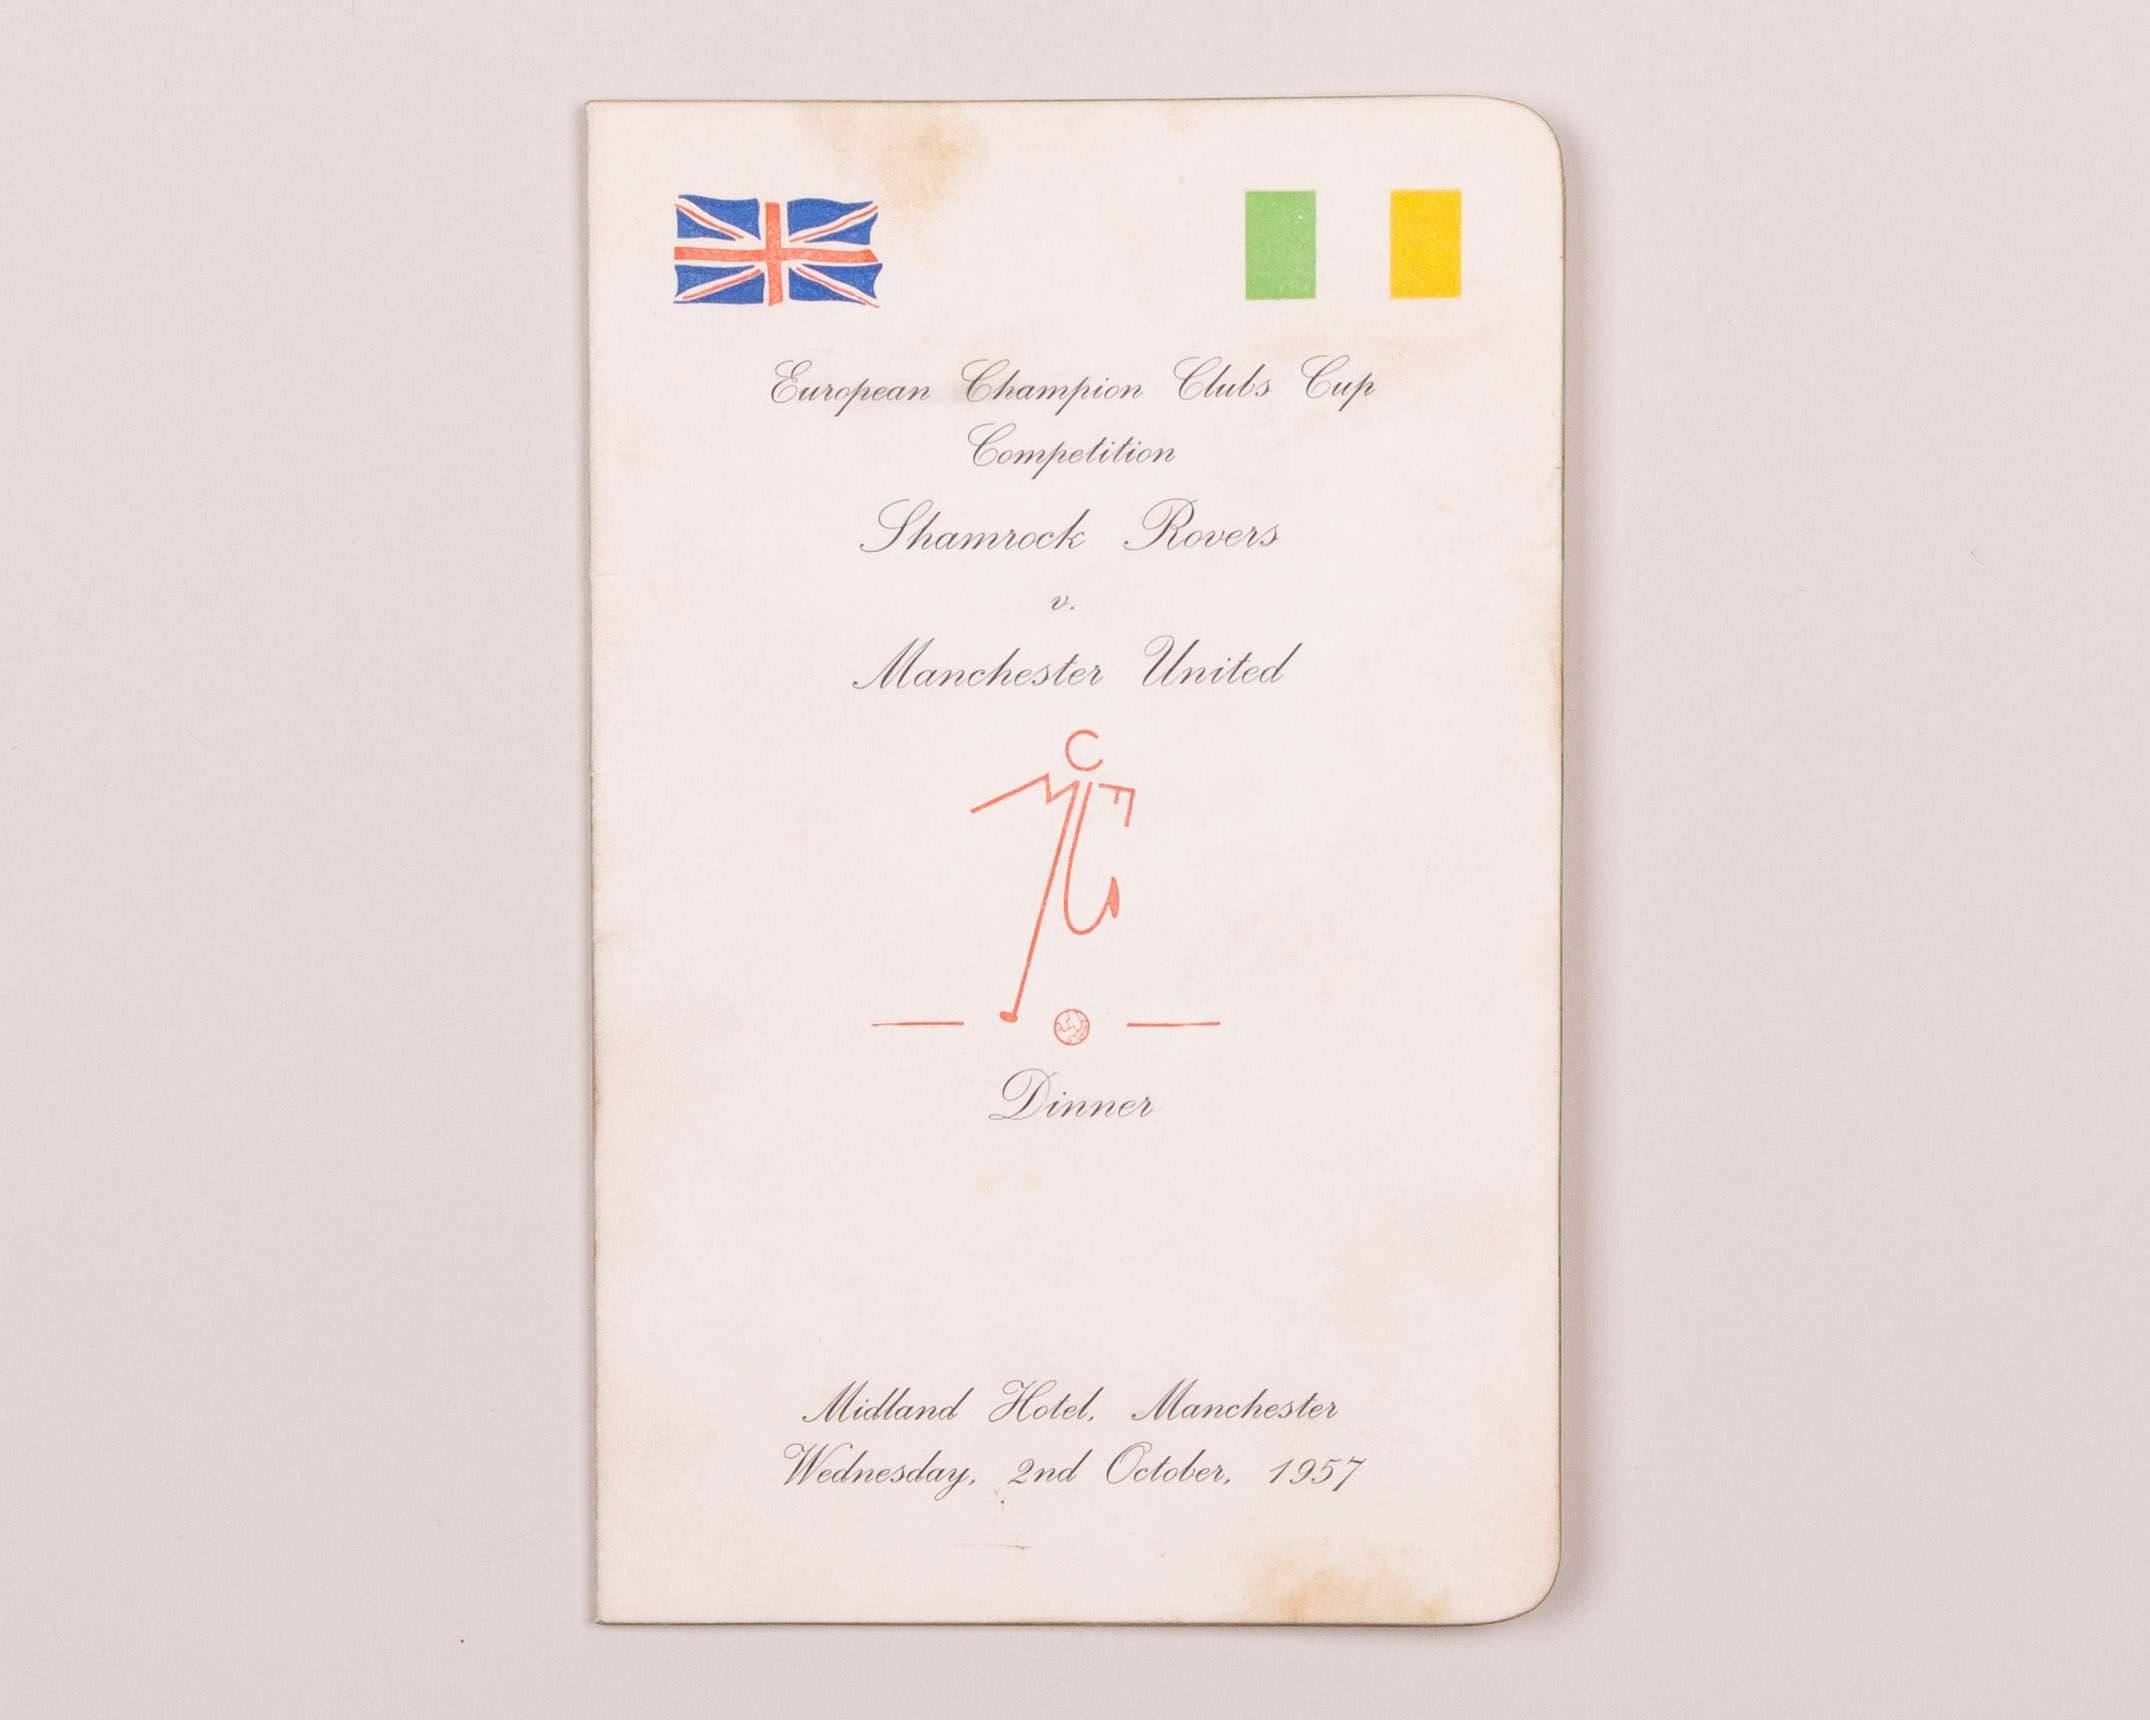 European Champion Clubs Cup
Competition
Shamrock Rovers
v.
Manchester United
C
M U F
Dinner
Midland Hotel, Manchester
Wednesday, 2nd October, 1957